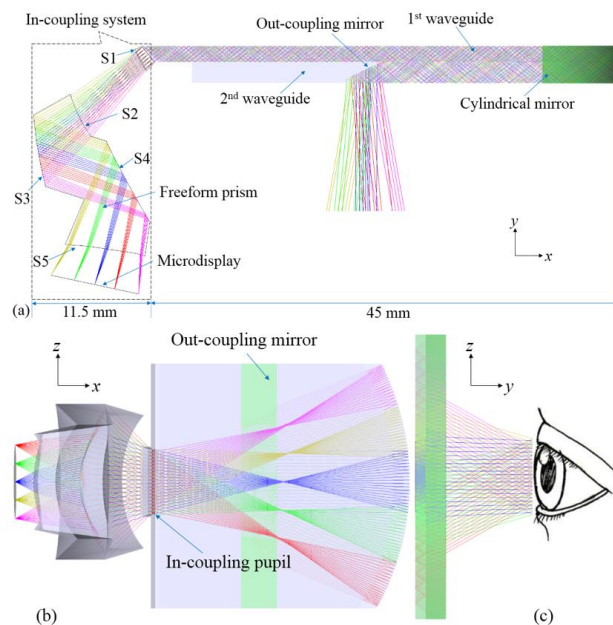 In-coupling system
S1
Out-coupling mirror
1st waveguide
2nd waveguide
Cylindrical mirror
S2
S4
S3
Freeform prism
S5
Microdisplay
y
x
(a)
11.5 mm
45 mm
z
x
Out-coupling mirror
z
y
In-coupling pupil
(b)
(c)